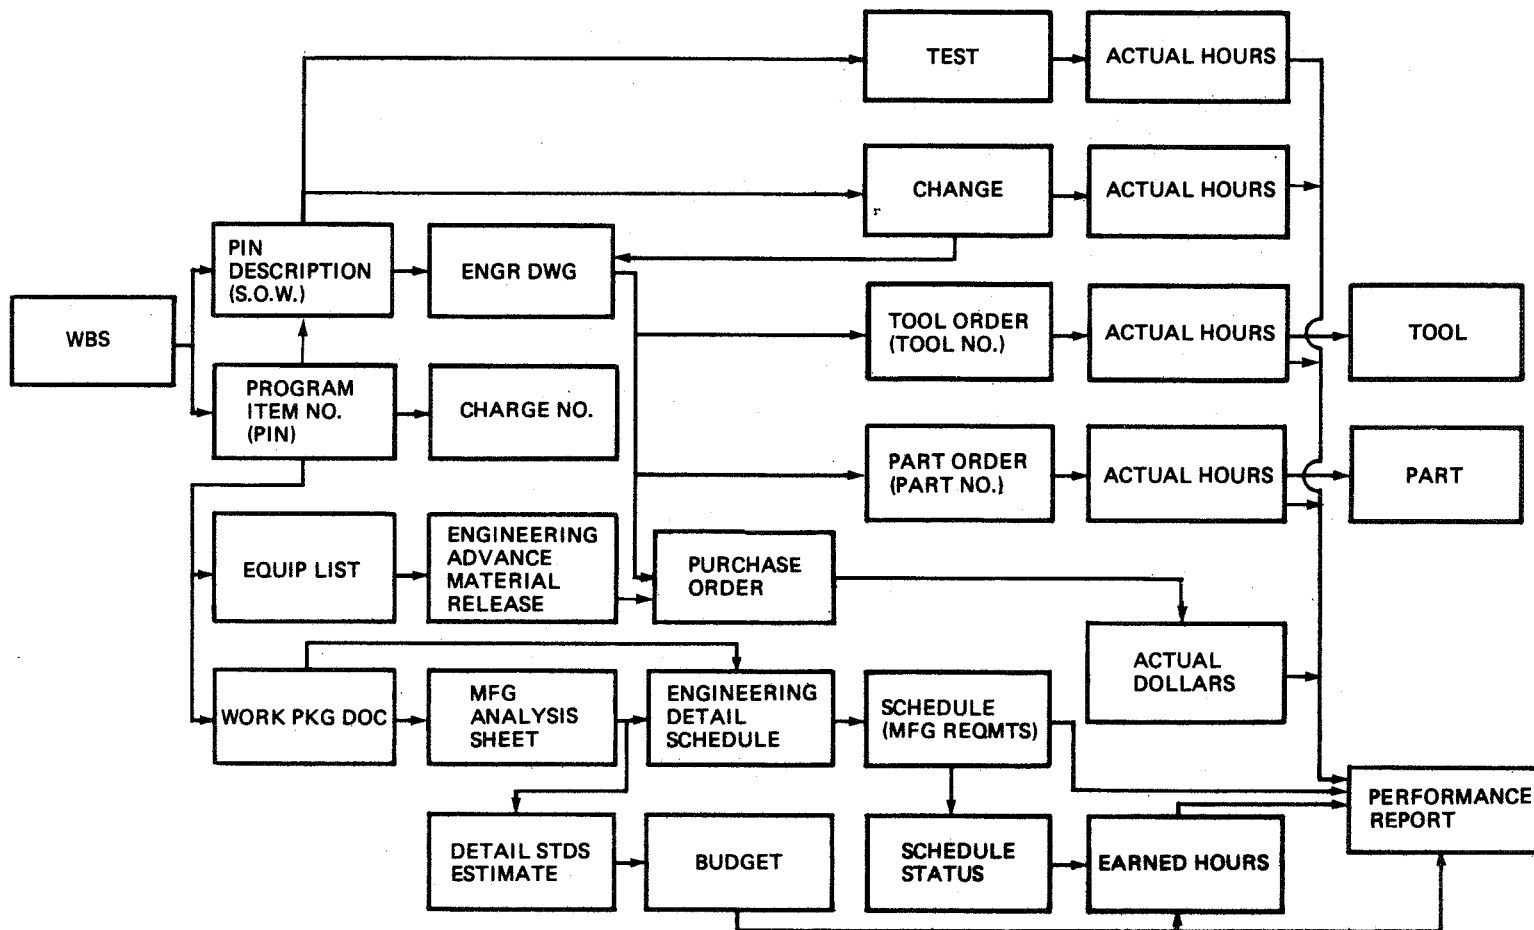 TEST
ACTUAL HOURS
CHANGE
ACTUAL HOURS
PIN
DESCRIPTION
(S.O.W.)
ENGR DWG
WBS
TOOL ORDER
(TOOL NO.)
ACTUAL HOURS
TOOL
PROGRAM
ITEM NO.
(PIN)
CHARGE NO.
PART ORDER
(PART NO.)
ACTUAL HOURS
PART
EQUIP LIST
ENGINEERING
ADVANCE
MATERIAL
RELEASE
PURCHASE
ORDER
ACTUAL
DOLLARS
WORK PKG DOC
MFG
ANALYSIS
SHEET
ENGINEERING
DETAIL
SCHEDULE
SCHEDULE
(MFG REQMTS)
PERFORMANCE
REPORT
DETAIL STDS
ESTIMATE
BUDGET
SCHEDULE
STATUS
EARNED HOURS